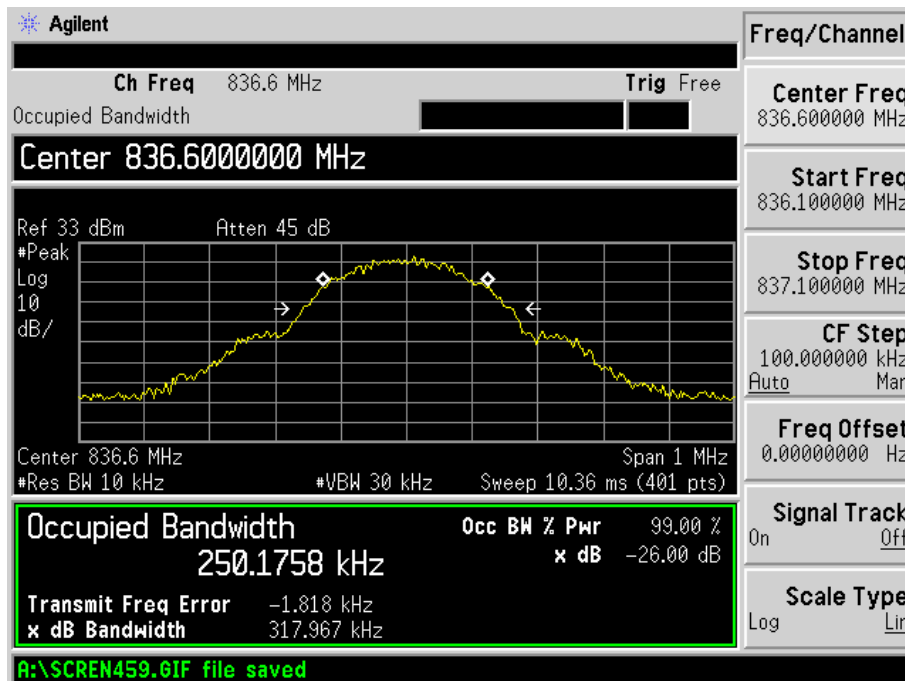 Agilent
Freq/Channel
Ch Freq 836.6 MHz Trig Free
Occupied Bandwidth
Center 836.6000000 MHz
Ref 33 dBm Atten 45 dB
#Peak
Log
10
dB/
Center 836.6 MHz Span 1 MHz
#Res BW 10 kHz #VBW 30 kHz Sweep 10.36 ms (401 pts)
Occupied Bandwidth
250.1758 kHz
Occ BW % Pwr 99.00 %
x dB -26.00 dB
Transmit Freq Error -1.818 kHz
x dB Bandwidth 317.967 kHz
A:\SCREN459.GIF file saved
Center Freq
836.600000 MHz
Start Freq
836.100000 MHz
Stop Freq
837.100000 MHz
CF Step
100.000000 kHz
Auto Man
Freq Offset
0.00000000 Hz
Signal Track
On Off
Scale Type
Log Lin